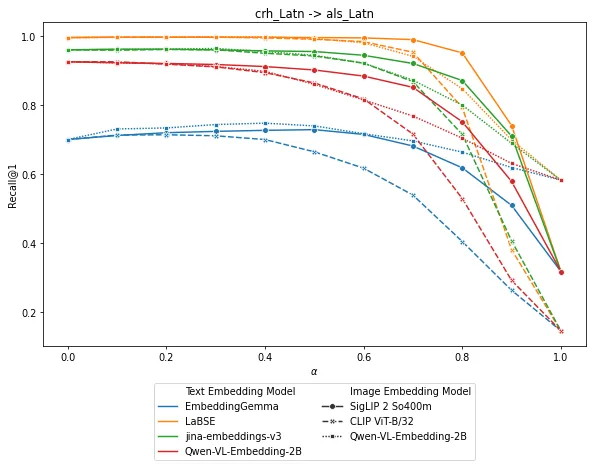 crh_Latn -> als_Latn
Recall@1
1.0
0.8
0.6
0.4
0.2
0.0 0.2 0.4 0.6 0.8 1.0
α
Text Embedding Model
EmbeddingGemma
LaBSE
jina-embeddings-v3
Qwen-VL-Embedding-2B
Image Embedding Model
SigLIP 2 So400m
CLIP ViT-B/32
Qwen-VL-Embedding-2B